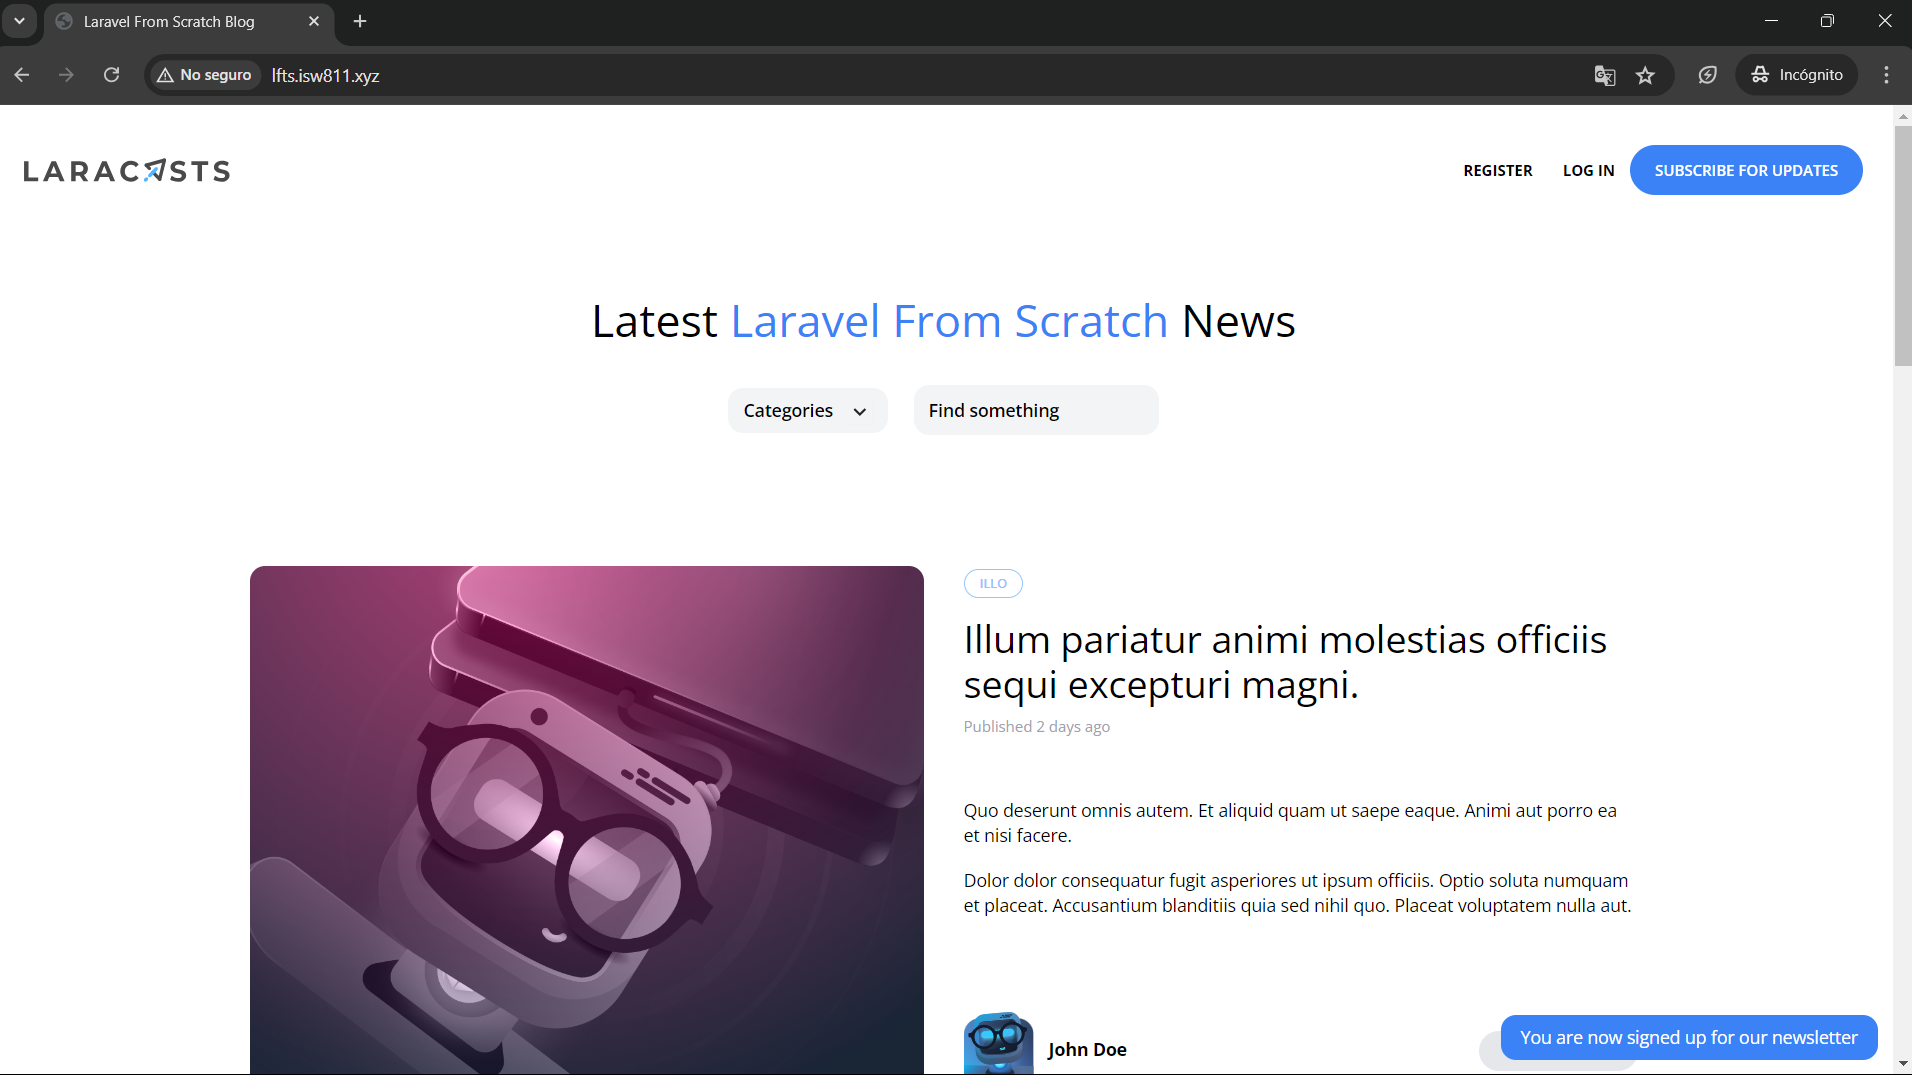 Laravel From Scratch Blog
No seguro
lfts.isw811.xyz
Incógnito
LARACASTS
REGISTER
LOG IN
SUBSCRIBE FOR UPDATES
Latest Laravel From Scratch News
Categories
Find something
ILLO
Illum pariatur animi molestias officiis
sequi excepturi magni.
Published 2 days ago
Quo deserunt omnis autem. Et aliquid quam ut saepe eaque. Animi aut porro ea
et nisi facere.
Dolor dolor consequatur fugit asperiores ut ipsum officiis. Optio soluta numquam
et placeat. Accusantium blanditiis quia sed nihil quo. Placeat voluptatem nulla aut.
John Doe
You are now signed up for our newsletter